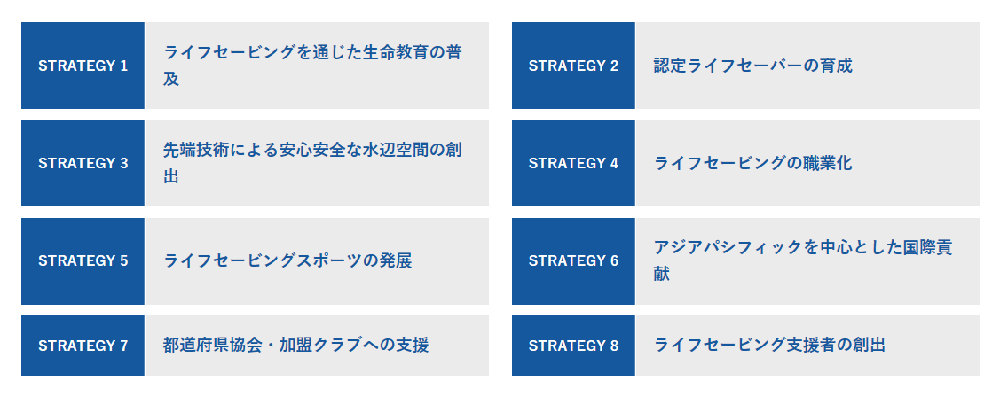 STRATEGY 1
ライフセービングを通じた生命教育の普
及
STRATEGY 2
認定ライフセーバーの育成
STRATEGY 3
先端技術による安心安全な水辺空間の創
出
STRATEGY 4
ライフセービングの職業化
STRATEGY 5
ライフセービングスポーツの発展
STRATEGY 6
アジアパシフィックを中心とした国際貢
献
STRATEGY 7
都道府県協会・加盟クラブへの支援
STRATEGY 8
ライフセービング支援者の創出